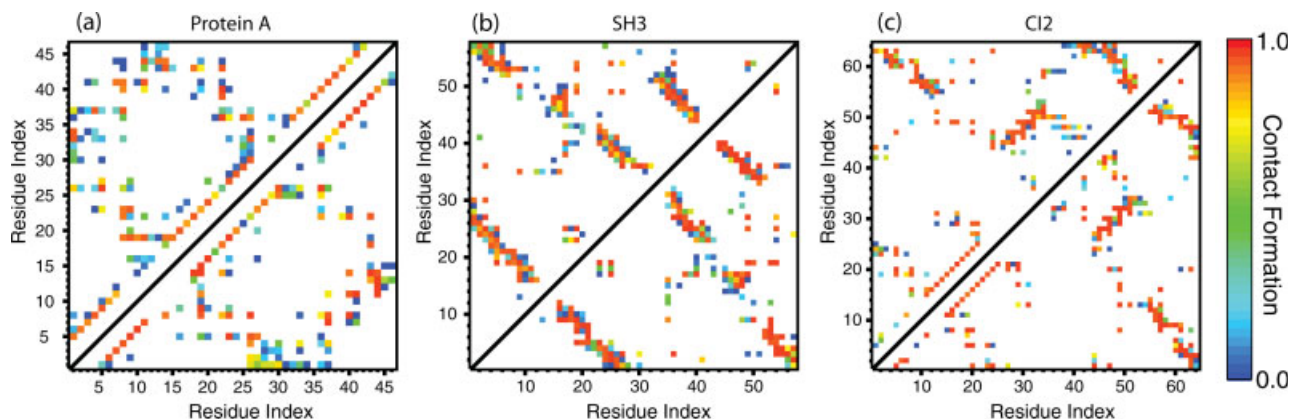 (a) Protein A
(b) SH3
(c) CI2
45
40
35
30
25
20
15
10
5
5 10 15 20 25 30 35 40 45
Residue Index
Residue Index
50
40
30
20
10
10 20 30 40 50
Residue Index
Residue Index
60
50
40
30
20
10
10 20 30 40 50 60
Residue Index
Residue Index
1.0
Contact Formation
0.0